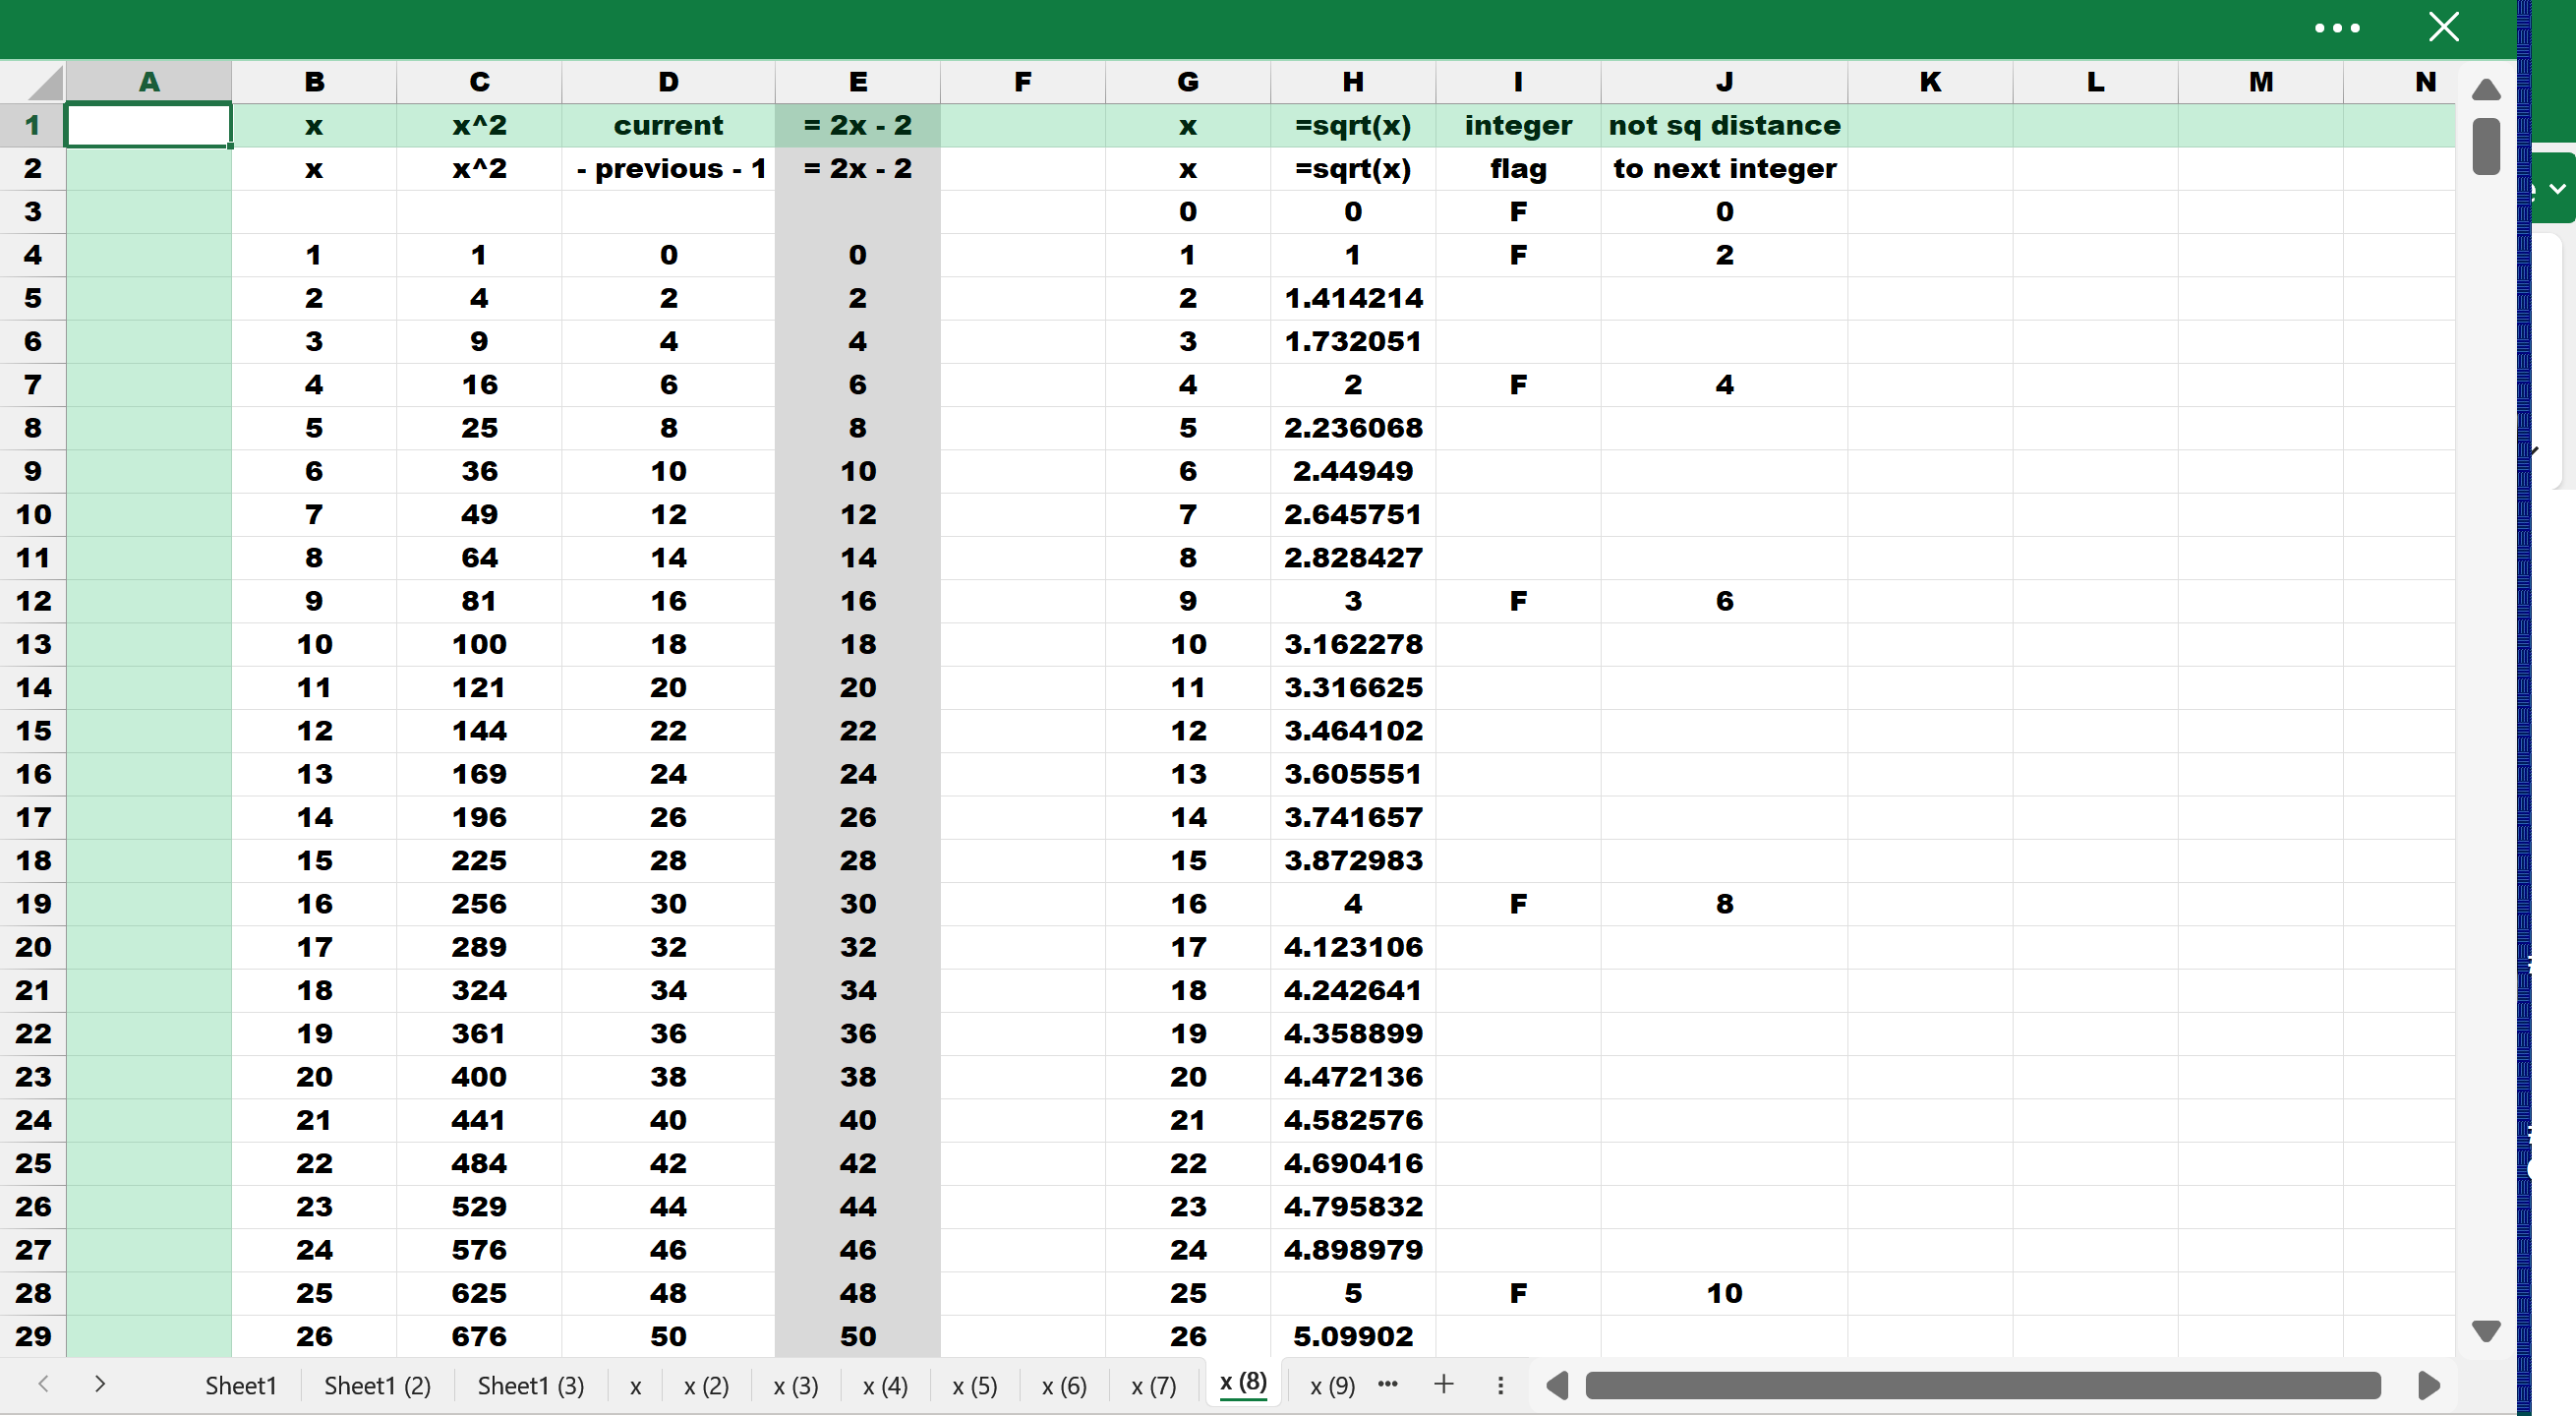 A B C D E F G H I J K L M N
1 x x^2 current = 2x - 2 x =sqrt(x) integer not sq distance
2 x x^2 - previous - 1 = 2x - 2 x =sqrt(x) flag to next integer
3 0 0 F 0
4 1 1 0 0 1 1 F 2
5 2 4 2 2 2 1.414214
6 3 9 4 4 3 1.732051
7 4 16 6 6 4 2 F 4
8 5 25 8 8 5 2.236068
9 6 36 10 10 6 2.44949
10 7 49 12 12 7 2.645751
11 8 64 14 14 8 2.828427
12 9 81 16 16 9 3 F 6
13 10 100 18 18 10 3.162278
14 11 121 20 20 11 3.316625
15 12 144 22 22 12 3.464102
16 13 169 24 24 13 3.605551
17 14 196 26 26 14 3.741657
18 15 225 28 28 15 3.872983
19 16 256 30 30 16 4 F 8
20 17 289 32 32 17 4.123106
21 18 324 34 34 18 4.242641
22 19 361 36 36 19 4.358899
23 20 400 38 38 20 4.472136
24 21 441 40 40 21 4.582576
25 22 484 42 42 22 4.690416
26 23 529 44 44 23 4.795832
27 24 576 46 46 24 4.898979
28 25 625 48 48 25 5 F 10
29 26 676 50 50 26 5.09902
Sheet1 Sheet1 (2) Sheet1 (3) x x (2) x (3) x (4) x (5) x (6) x (7) x (8) x (9)